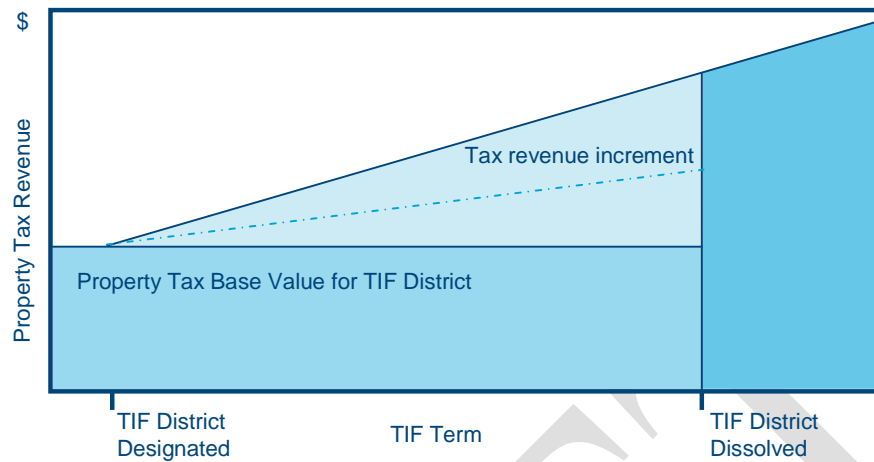 $
Property Tax Revenue
Tax revenue increment
Property Tax Base Value for TIF District
TIF District
Designated
TIF Term
TIF District
Dissolved